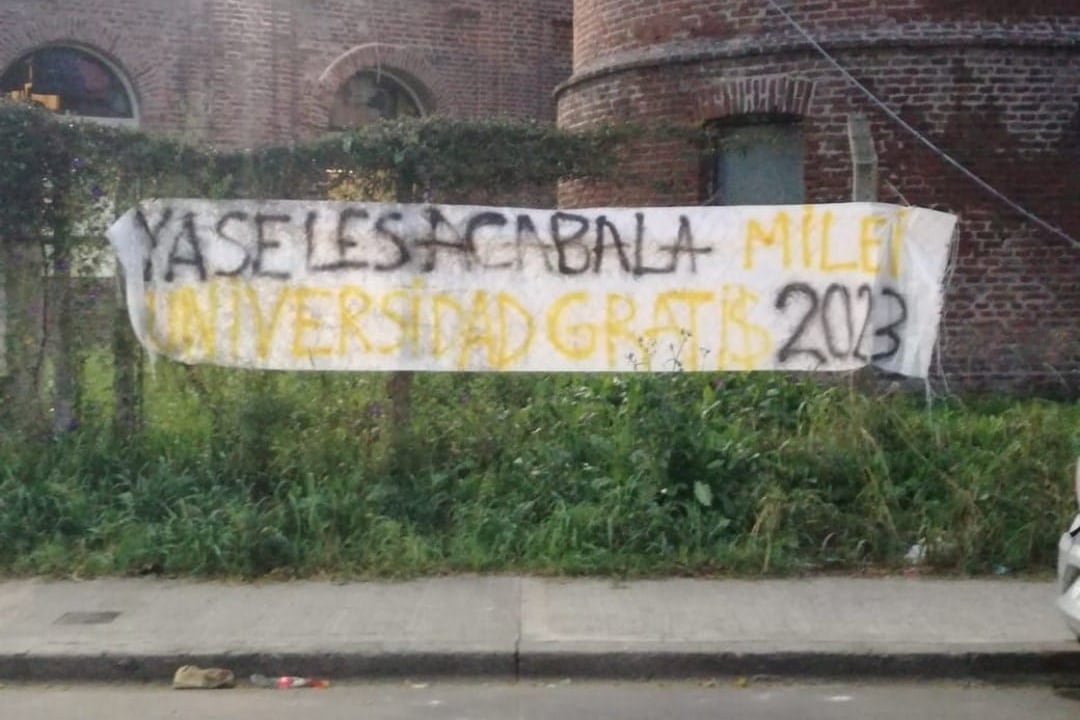 YA SE LES ACABA LA MILEI
UNIVERSIDAD GRATIS 2023